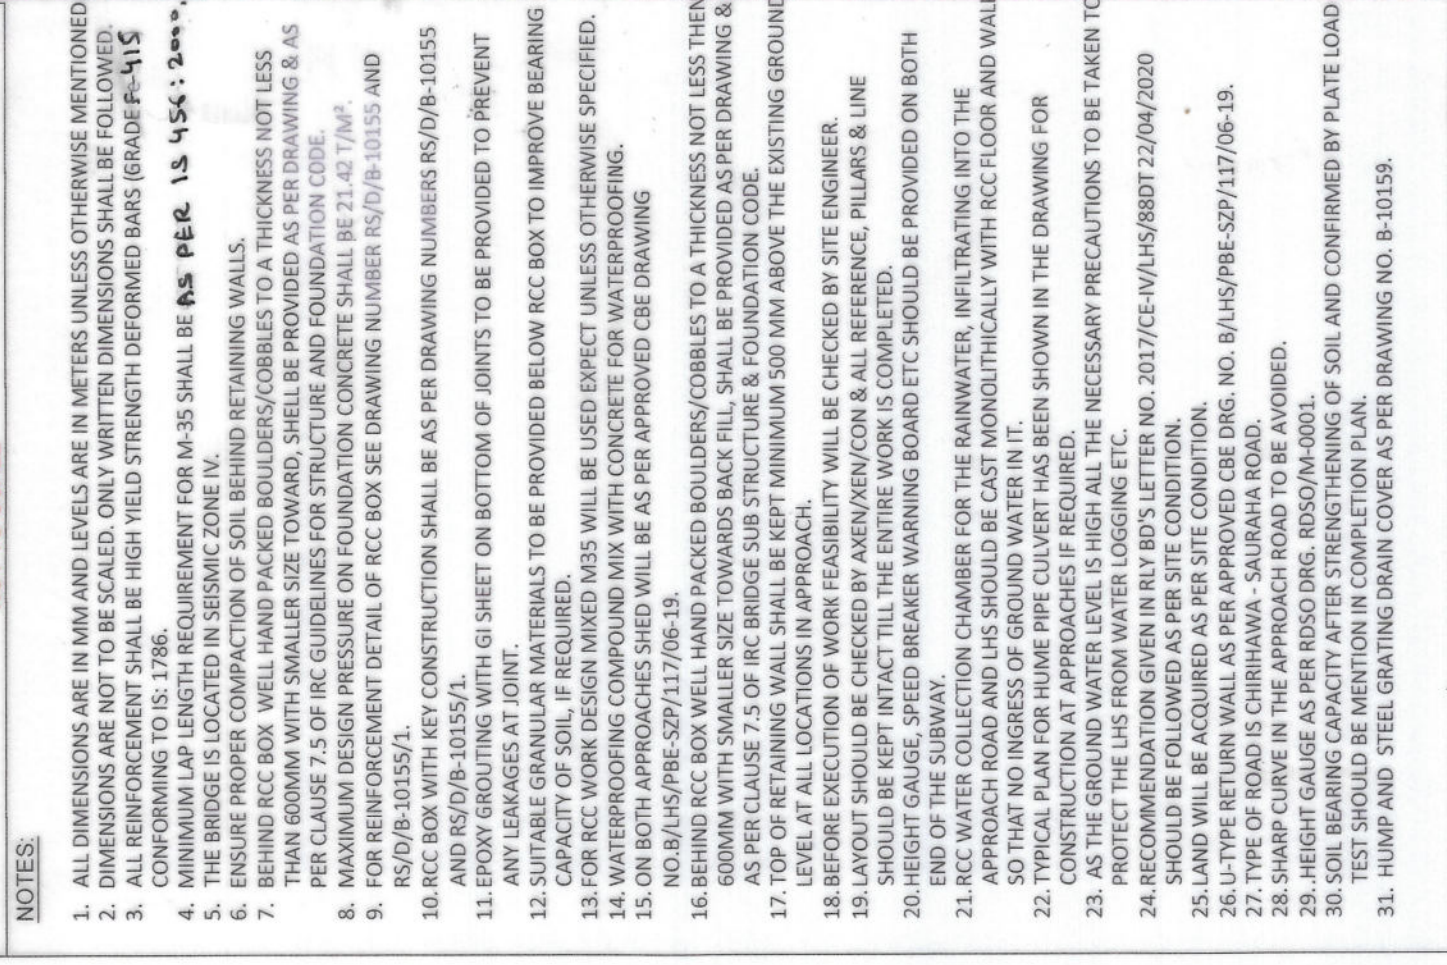 NOTES:
1. ALL DIMENSIONS ARE IN MM AND LEVELS ARE IN METERS UNLESS OTHERWISE MENTIONED
2. DIMENSIONS ARE NOT TO BE SCALED. ONLY WRITTEN DIMENSIONS SHALL BE FOLLOWED.
3. ALL REINFORCEMENT SHALL BE HIGH YIELD STRENGTH DEFORMED BARS (GRADE Fe-415
CONFORMING TO IS: 1786.
4. MINIMUM LAP LENGTH REQUIREMENT FOR M-35 SHALL BE AS PER IS 456:2000.
5. THE BRIDGE IS LOCATED IN SEISMIC ZONE IV.
6. ENSURE PROPER COMPACTION OF SOIL BEHIND RETAINING WALLS.
7. BEHIND RCC BOX WELL HAND PACKED BOULDERS/COBBLES TO A THICKNESS NOT LESS
THAN 600MM WITH SMALLER SIZE TOWARD, SHELL BE PROVIDED AS PER DRAWING & AS
PER CLAUSE 7.5 OF IRC GUIDELINES FOR STRUCTURE AND FOUNDATION CODE.
8. MAXIMUM DESIGN PRESSURE ON FOUNDATION CONCRETE SHALL BE 21.42 T/M².
9. FOR REINFORCEMENT DETAIL OF RCC BOX SEE DRAWING NUMBER RS/D/B-10155 AND
RS/D/B-10155/1.
10. RCC BOX WITH KEY CONSTRUCTION SHALL BE AS PER DRAWING NUMBERS RS/D/B-10155
AND RS/D/B-10155/1.
11. EPOXY GROUTING WITH GI SHEET ON BOTTOM OF JOINTS TO BE PROVIDED TO PREVENT
ANY LEAKAGES AT JOINT.
12. SUITABLE GRANULAR MATERIALS TO BE PROVIDED BELOW RCC BOX TO IMPROVE BEARING
CAPACITY OF SOIL, IF REQUIRED.
13. FOR RCC WORK DESIGN MIXED M35 WILL BE USED EXPECT UNLESS OTHERWISE SPECIFIED.
14. WATERPROOFING COMPOUND MIX WITH CONCRETE FOR WATERPROOFING.
15. ON BOTH APPROACHES SHED WILL BE AS PER APPROVED CBE DRAWING
NO.B/LHS/PBE-SZP/117/06-19.
16. BEHIND RCC BOX WELL HAND PACKED BOULDERS/COBBLES TO A THICKNESS NOT LESS THEN
600MM WITH SMALLER SIZE TOWARDS BACK FILL, SHALL BE PROVIDED AS PER DRAWING &
AS PER CLAUSE 7.5 OF IRC BRIDGE SUB STRUCTURE & FOUNDATION CODE.
17. TOP OF RETAINING WALL SHALL BE KEPT MINIMUM 500 MM ABOVE THE EXISTING GROUND
LEVEL AT ALL LOCATIONS IN APPROACH.
18. BEFORE EXECUTION OF WORK FEASIBILITY WILL BE CHECKED BY SITE ENGINEER.
19. LAYOUT SHOULD BE CHECKED BY AXEN/XEN/CON & ALL REFERENCE, PILLARS & LINE
SHOULD BE KEPT INTACT TILL THE ENTIRE WORK IS COMPLETED.
20. HEIGHT GAUGE, SPEED BREAKER WARNING BOARD ETC SHOULD BE PROVIDED ON BOTH
END OF THE SUBWAY.
21. RCC WATER COLLECTION CHAMBER FOR THE RAINWATER, INFILTRATING INTO THE
APPROACH ROAD AND LHS SHOULD BE CAST MONOLITHICALLY WITH RCC FLOOR AND WALL
SO THAT NO INGRESS OF GROUND WATER IN IT.
22. TYPICAL PLAN FOR HUME PIPE CULVERT HAS BEEN SHOWN IN THE DRAWING FOR
CONSTRUCTION AT APPROACHES IF REQUIRED.
23. AS THE GROUND WATER LEVEL IS HIGH ALL THE NECESSARY PRECAUTIONS TO BE TAKEN TO
PROTECT THE LHS FROM WATER LOGGING ETC.
24. RECOMMENDATION GIVEN IN RLY BD'S LETTER NO. 2017/CE-IV/LHS/88DT 22/04/2020
SHOULD BE FOLLOWED AS PER SITE CONDITION.
25. LAND WILL BE ACQUIRED AS PER SITE CONDITION.
26. U-TYPE RETURN WALL AS PER APPROVED CBE DRG. NO. B/LHS/PBE-SZP/117/06-19.
27. TYPE OF ROAD IS CHIRIHAWA - SAURAHA ROAD.
28. SHARP CURVE IN THE APPROACH ROAD TO BE AVOIDED.
29. HEIGHT GAUGE AS PER RDSO DRG. RDSO/M-0001.
30. SOIL BEARING CAPACITY AFTER STRENGTHENING OF SOIL AND CONFIRMED BY PLATE LOAD
TEST SHOULD BE MENTION IN COMPLETION PLAN.
31. HUMP AND STEEL GRATING DRAIN COVER AS PER DRAWING NO. B-10159.